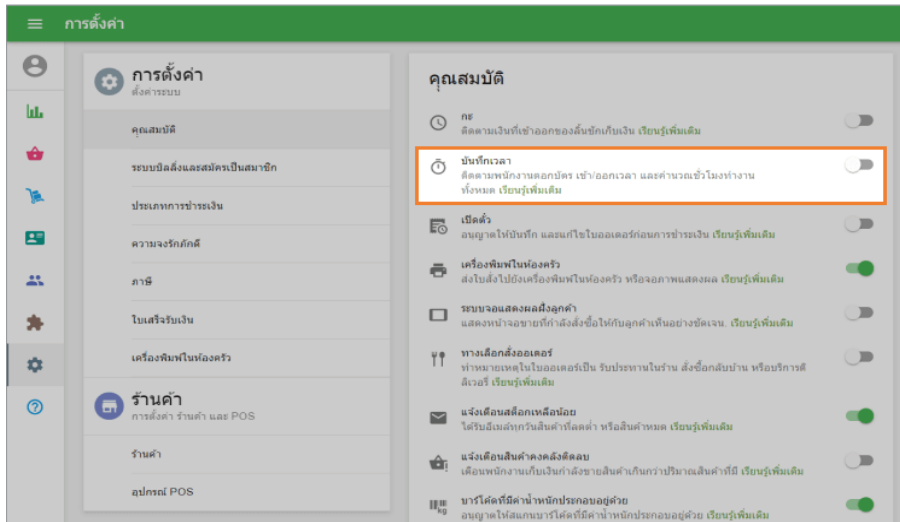 การตั้งค่า
การตั้งค่า
ตั้งค่าระบบ
คุณสมบัติ
ระบบบิลลิ่งและสมัครเป็นสมาชิก
ประเภทการชำระเงิน
ความจงรักภักดี
ภาษี
ใบเสร็จรับเงิน
เครื่องพิมพ์ในห้องครัว
ร้านค้า
การตั้งค่า ร้านค้า และ POS
ร้านค้า
อุปกรณ์ POS
คุณสมบัติ
กะ
ติดตามเงินที่เข้าออกของลิ้นชักเก็บเงิน เรียนรู้เพิ่มเติม
บันทึกเวลา
ติดตามพนักงานตอกบัตร เข้า/ออกเวลา และคำนวณชั่วโมงทำงาน
ทั้งหมด เรียนรู้เพิ่มเติม
เปิดตั๋ว
อนุญาตให้บันทึก และแก้ไขใบออเดอร์ก่อนการชำระเงิน เรียนรู้เพิ่มเติม
เครื่องพิมพ์ในห้องครัว
ส่งใบสั่งไปยังเครื่องพิมพ์ในห้องครัว หรือจอภาพแสดงผล เรียนรู้เพิ่มเติม
ระบบจอแสดงผลฝั่งลูกค้า
แสดงหน้าจอขายที่กำลังสั่งซื้อให้กับลูกค้าเห็นอย่างชัดเจน. เรียนรู้เพิ่มเติม
ทางเลือกสั่งออเดอร์
ทำหมายเหตุในใบออเดอร์เป็น รับประทานในร้าน สั่งซื้อกลับบ้าน หรือบริการดี
ลิเวอรี่ เรียนรู้เพิ่มเติม
แจ้งเตือนสต็อกเหลือน้อย
ได้รับอีเมล์ทุกวันสินค้าที่ลดต่ำ หรือสินค้าหมด เรียนรู้เพิ่มเติม
แจ้งเตือนสินค้าคงคลังติดลบ
เตือนพนักงานเก็บเงินกำลังขายสินค้าเกินกว่าปริมาณสินค้าที่มี เรียนรู้เพิ่มเติม
บาร์โค้ดที่มีค่าน้ำหนักประกอบอยู่ด้วย
อนุญาตให้สแกนบาร์โค้ดที่มีค่าน้ำหนักประกอบอยู่ด้วย เรียนรู้เพิ่มเติม